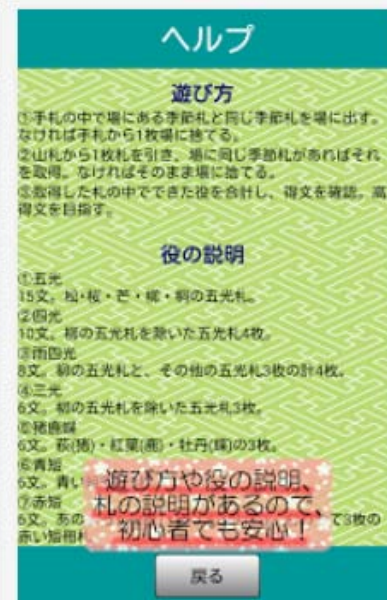 ヘルプ
遊び方
①手札の中で場にある季節札と同じ季節札を場に出す。
なければ手札から1枚場に捨てる。
②山札から1枚札を引き、場に同じ季節札があればそれ
を取得。なければそのまま場に捨てる。
③取得した札の中でできた役を合計し、得文を確認。高
得文を目指す。
役の説明
①五光
15文。松・桜・芒・柳・桐の五光札。
②四光
10文。柳の五光札を除いた五光札4枚。
③雨四光
8文。柳の五光札と、その他の五光札3枚の計4枚。
④三光
6文。柳の五光札を除いた五光札3枚。
⑤猪鹿蝶
6文。萩(猪)・紅葉(鹿)・牡丹(蝶)の3枚。
⑥青短
6文。青い
⑦赤短
6文。あの
て3枚の
赤い短冊
遊び方や役の説明、
札の説明があるので、
初心者でも安心！
戻る